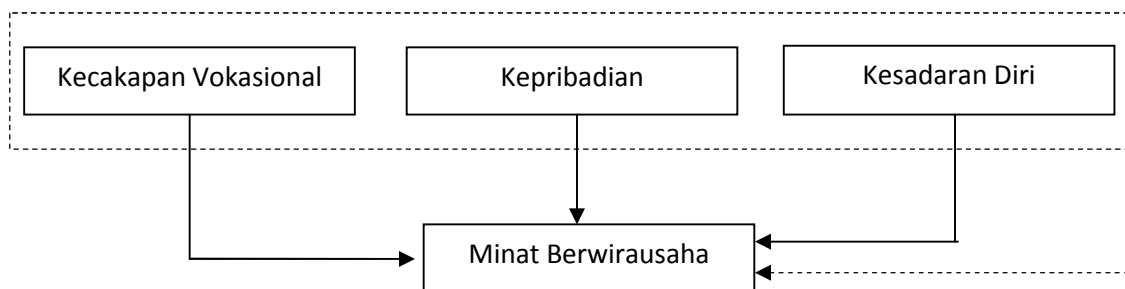 Kecakapan Vokasional
Kepribadian
Kesadaran Diri
Minat Berwirausaha